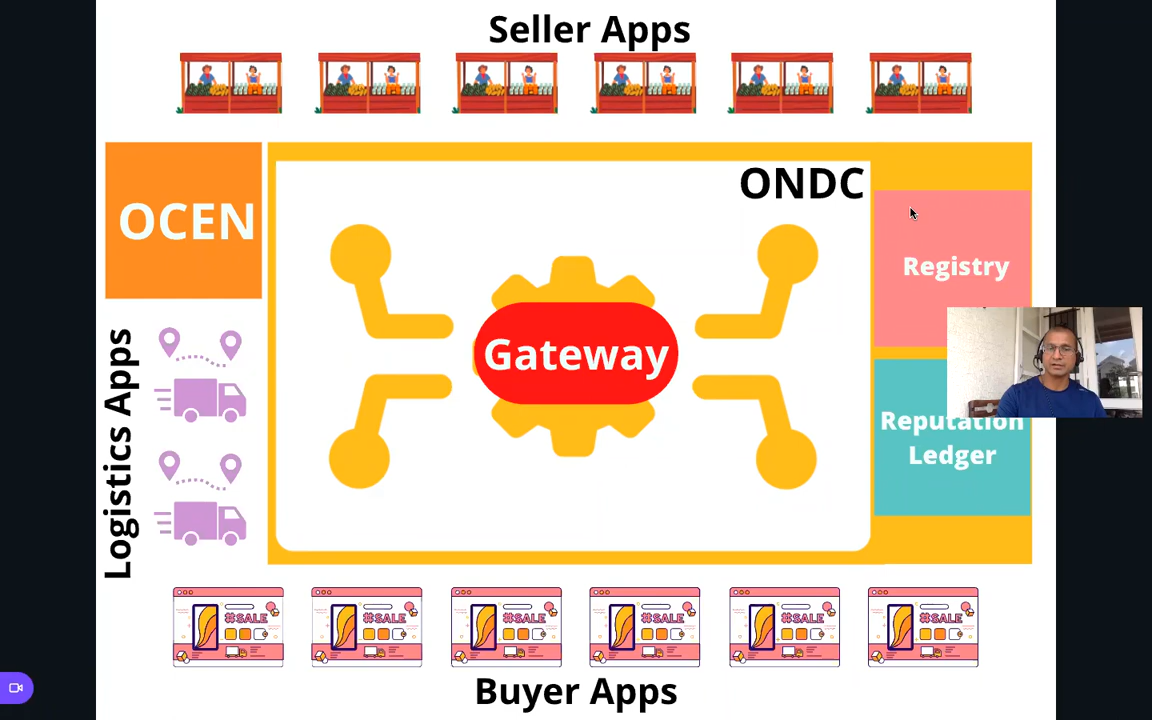 Seller Apps
OCEN
ONDC
Registry
Gateway
Reputation
Ledger
Logistics Apps
#SALE
#SALE
#SALE
#SALE
#SALE
#SALE
Buyer Apps